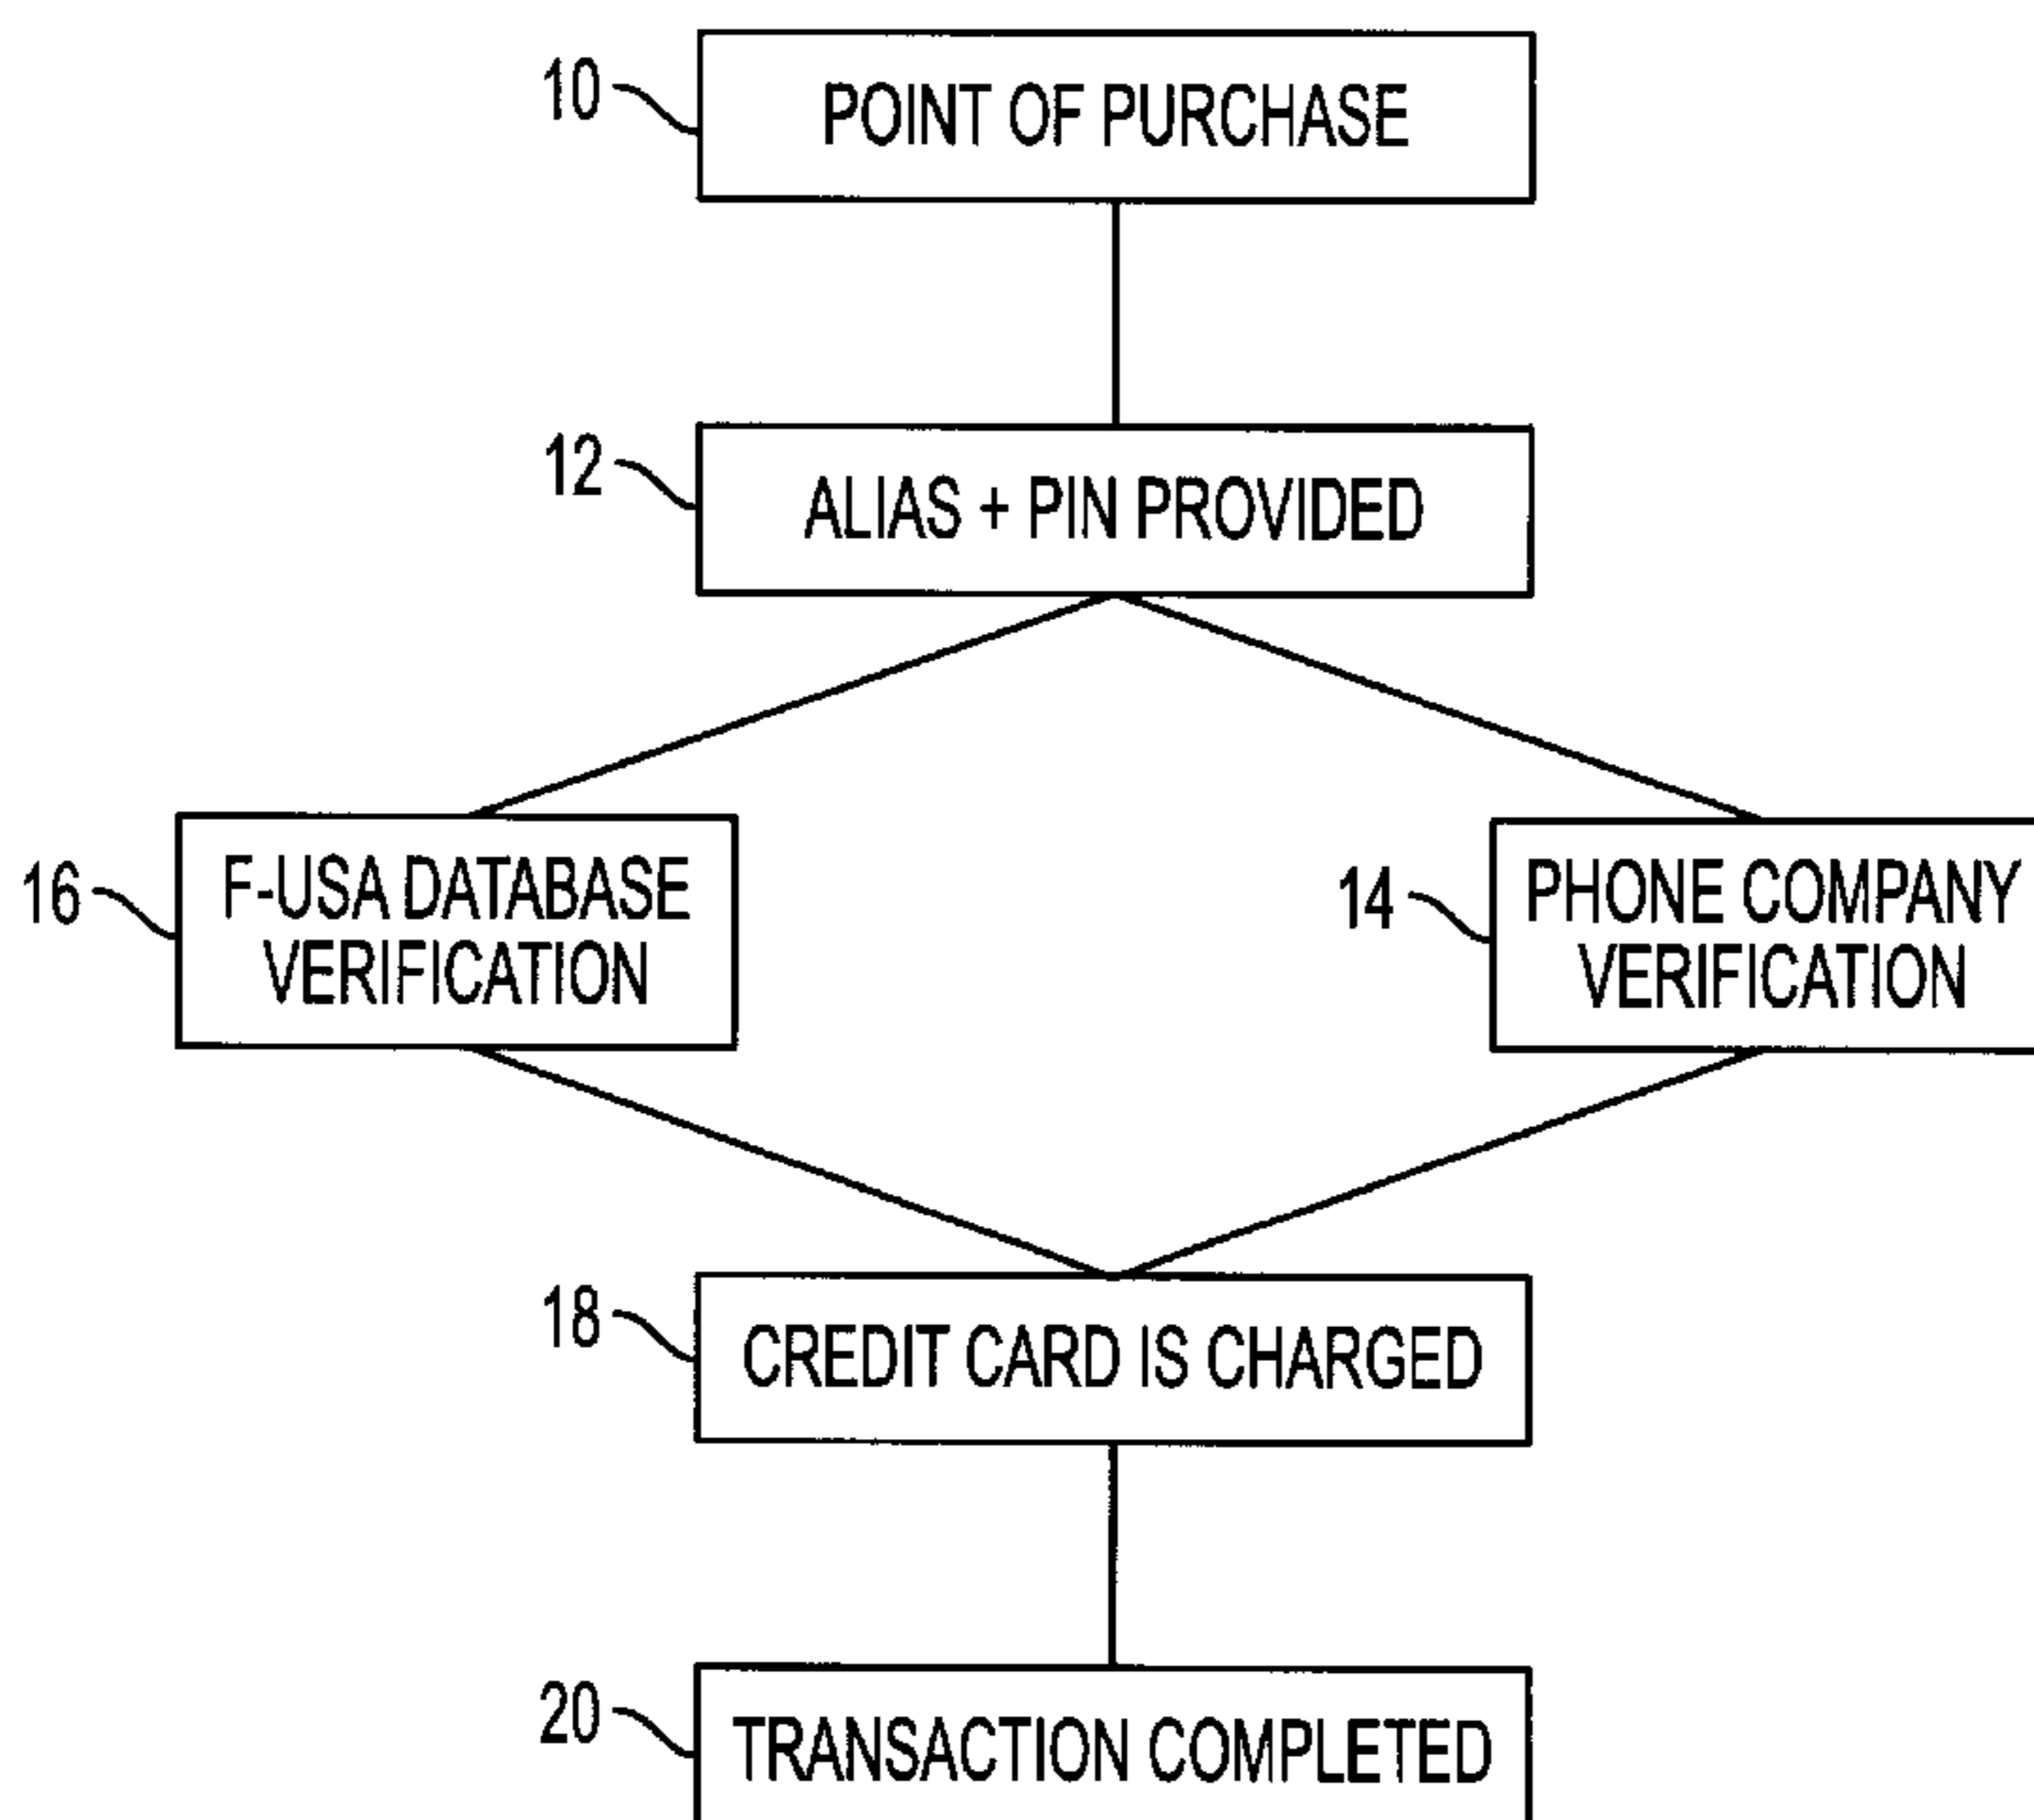 10
POINT OF PURCHASE
12
ALIAS + PIN PROVIDED
16
F-USA DATABASE
VERIFICATION
14
PHONE COMPANY
VERIFICATION
18
CREDIT CARD IS CHARGED
20
TRANSACTION COMPLETED